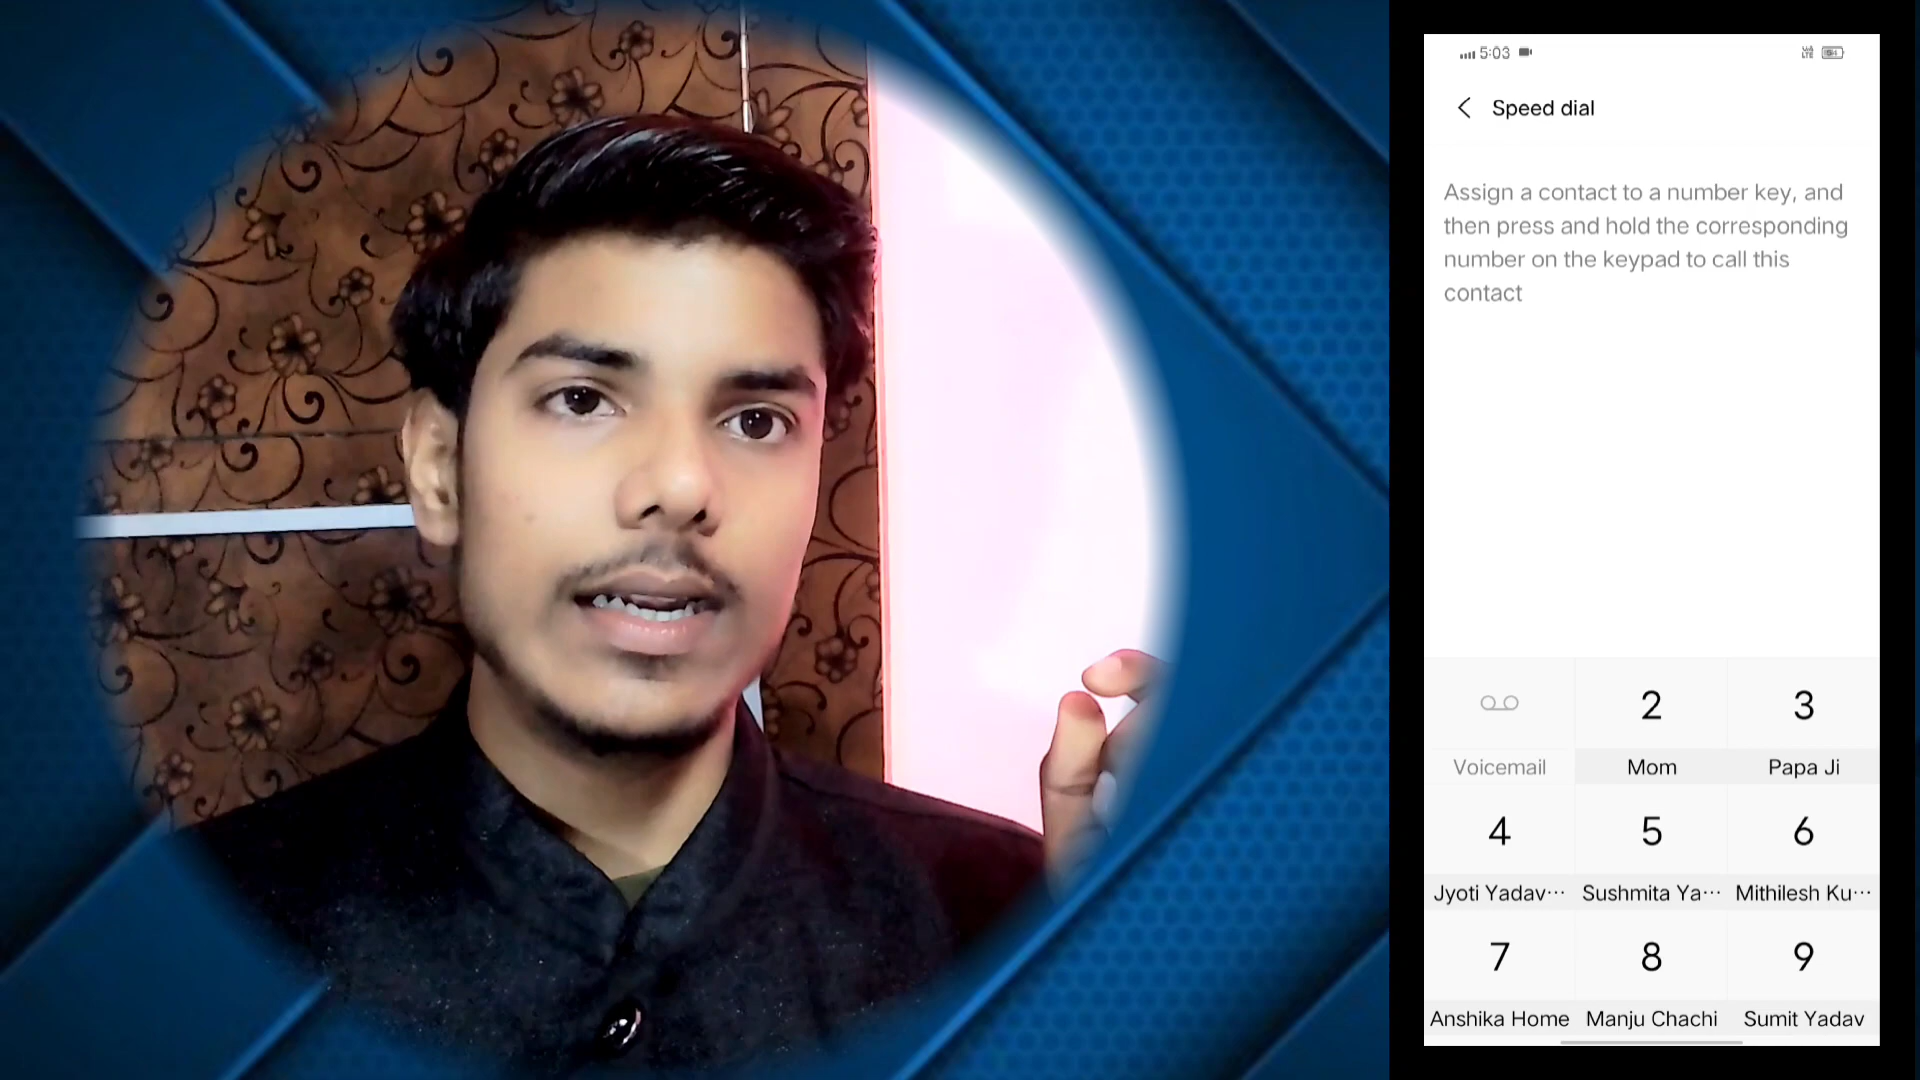 5:03
Speed dial
Assign a contact to a number key, and
then press and hold the corresponding
number on the keypad to call this
contact
2 3
Voicemail Mom Papa Ji
4 5 6
Jyoti Yadav... Sushmita Ya... Mithilesh Ku...
7 8 9
Anshika Home Manju Chachi Sumit Yadav